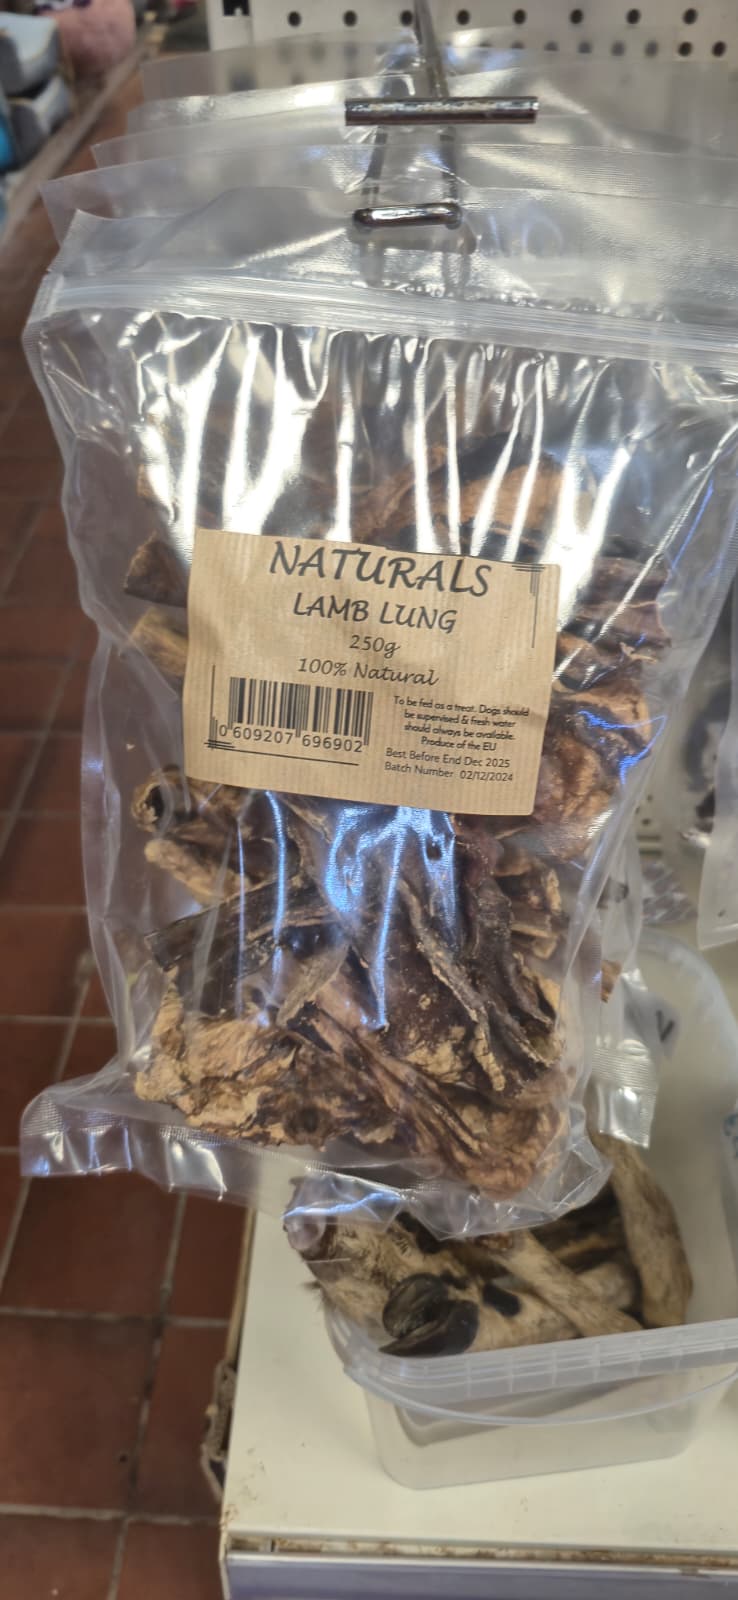 NATURALS
LAMB LUNG
250g
100% Natural
To be fed as a treat. Dogs should
be supervised & fresh water
should always be available.
Produce of the EU
Best Before End Dec 2025
Batch Number 02/12/2024
0 609207 696902